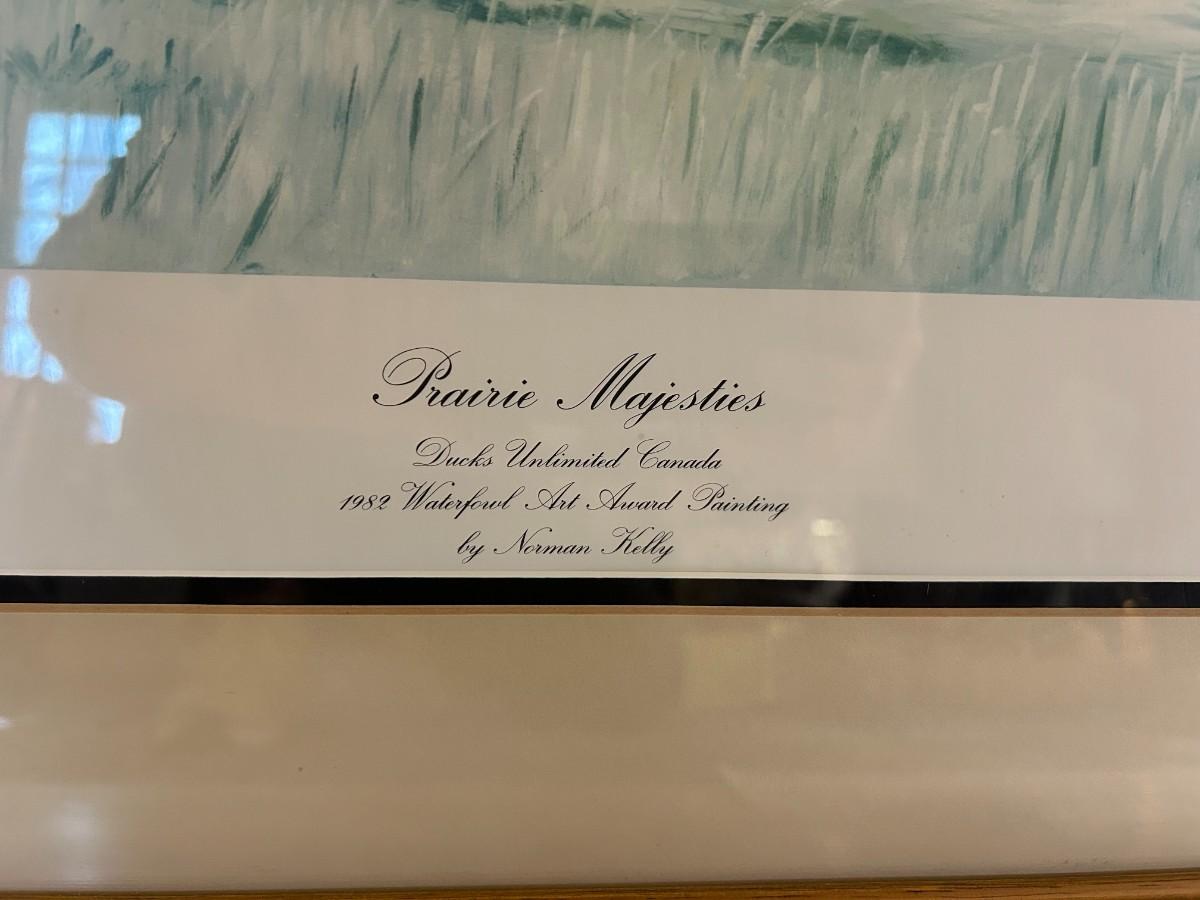 Prairie Majesties
Ducks Unlimited Canada
1982 Waterfowl Art Award Painting
by Norman Kelly